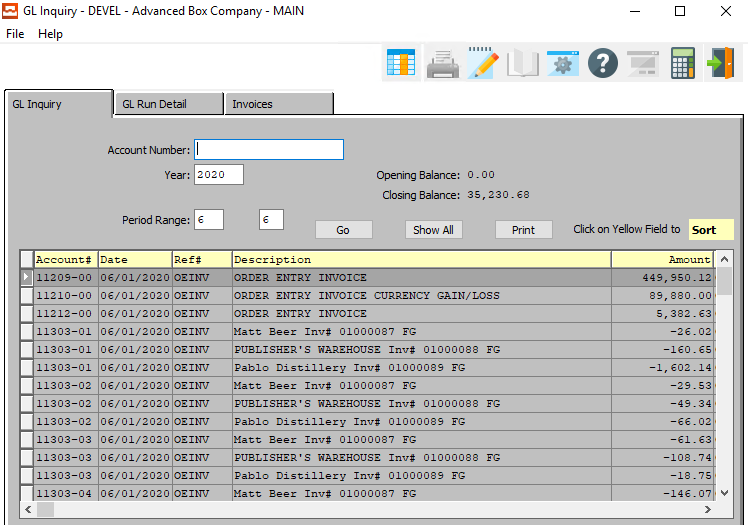 GL Inquiry - DEVEL - Advanced Box Company - MAIN
File Help
GL Inquiry GL Run Detail Invoices
Account Number:
Year: 2020 Opening Balance: 0.00
Closing Balance: 35,230.68
Period Range: 6 6 Go Show All Print Click on Yellow Field to Sort
Account# Date Ref# Description Amount
11209-00 06/01/2020 OEINV ORDER ENTRY INVOICE 449,950.12
11210-00 06/01/2020 OEINV ORDER ENTRY INVOICE CURRENCY GAIN/LOSS 89,880.00
11212-00 06/01/2020 OEINV ORDER ENTRY INVOICE 5,382.63
11303-01 06/01/2020 OEINV Matt Beer Inv# 01000087 FG -26.02
11303-01 06/01/2020 OEINV PUBLISHER'S WAREHOUSE Inv# 01000088 FG -160.65
11303-01 06/01/2020 OEINV Pablo Distillery Inv# 01000089 FG -1,602.14
11303-02 06/01/2020 OEINV Matt Beer Inv# 01000087 FG -29.53
11303-02 06/01/2020 OEINV PUBLISHER'S WAREHOUSE Inv# 01000088 FG -49.34
11303-02 06/01/2020 OEINV Pablo Distillery Inv# 01000089 FG -66.02
11303-03 06/01/2020 OEINV Matt Beer Inv# 01000087 FG -61.63
11303-03 06/01/2020 OEINV PUBLISHER'S WAREHOUSE Inv# 01000088 FG -108.74
11303-03 06/01/2020 OEINV Pablo Distillery Inv# 01000089 FG -18.75
11303-04 06/01/2020 OEINV Matt Beer Inv# 01000087 FG -146.07